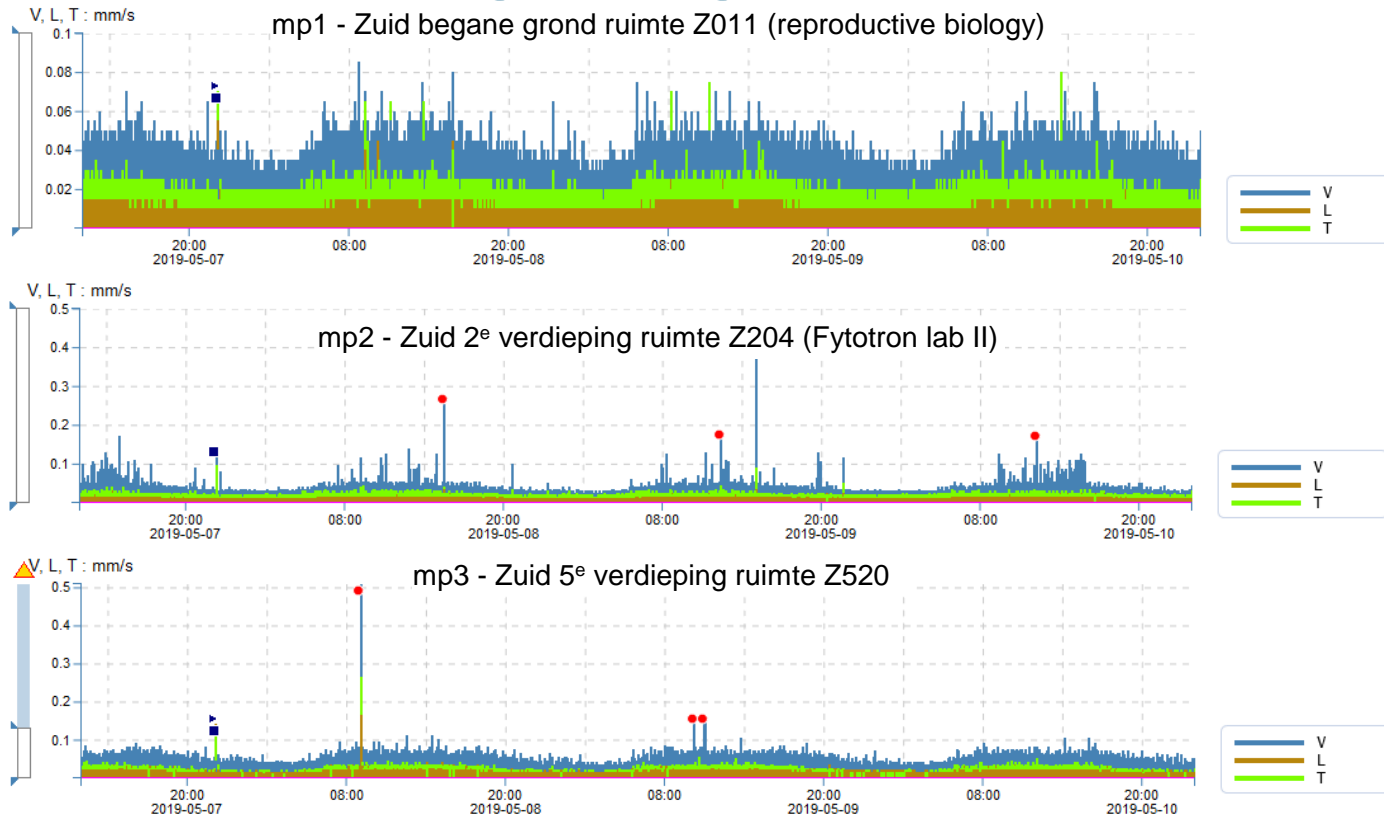 V, L, T : mm/s
mp1 - Zuid begane grond ruimte Z011 (reproductive biology)
0.1
0.08
0.06
0.04
0.02
20:00 08:00 20:00 08:00 20:00 08:00 20:00
2019-05-07 2019-05-08 2019-05-09 2019-05-10
V
L
T
V, L, T : mm/s
mp2 - Zuid 2e verdieping ruimte Z204 (Fytotron lab II)
0.5
0.4
0.3
0.2
0.1
20:00 08:00 20:00 08:00 20:00 08:00 20:00
2019-05-07 2019-05-08 2019-05-09 2019-05-10
V
L
T
V, L, T : mm/s
mp3 - Zuid 5e verdieping ruimte Z520
0.5
0.4
0.3
0.2
0.1
20:00 08:00 20:00 08:00 20:00 08:00 20:00
2019-05-07 2019-05-08 2019-05-09 2019-05-10
V
L
T